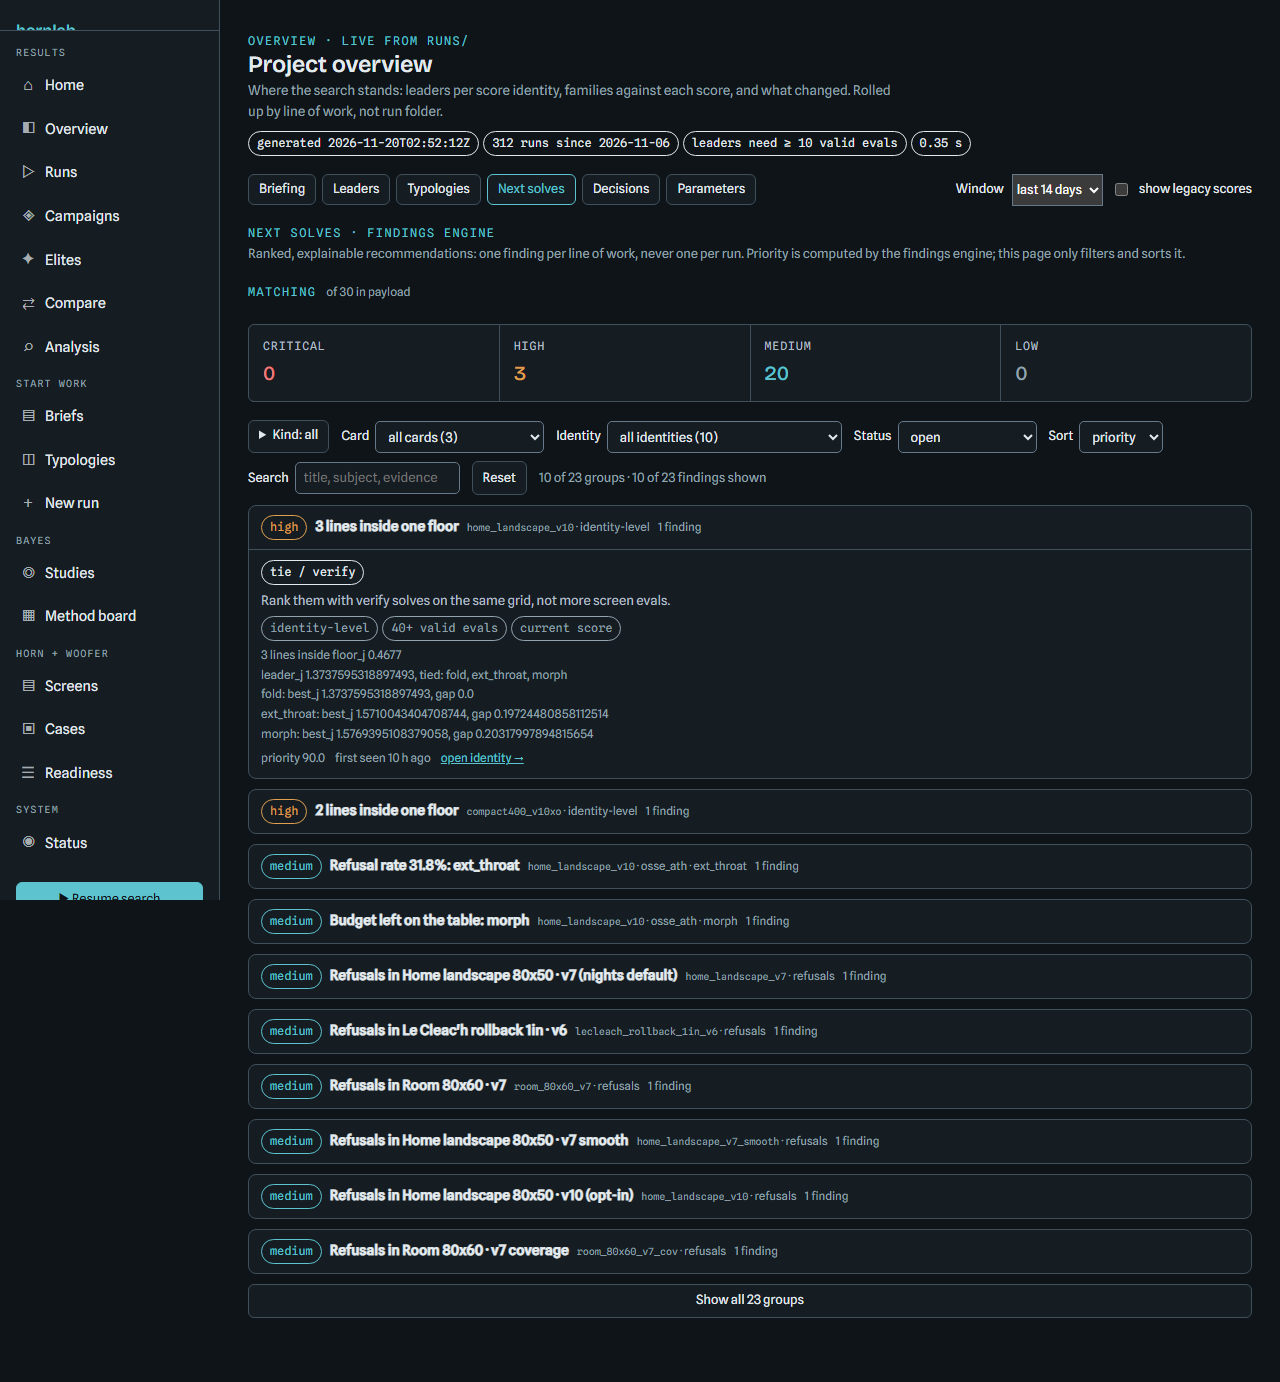 hornlab
RESULTS
Home
Overview
Runs
Campaigns
Elites
Compare
Analysis
START WORK
Briefs
Typologies
New run
BAYES
Studies
Method board
HORN + WOOFER
Screens
Cases
Readiness
SYSTEM
Status
▶ Resume search
OVERVIEW · LIVE FROM RUNS/
Project overview
Where the search stands: leaders per score identity, families against each score, and what changed. Rolled
up by line of work, not run folder.
generated 2026-11-20T02:52:12Z 312 runs since 2026-11-06 leaders need ≥ 10 valid evals 0.35 s
Briefing Leaders Typologies Next solves Decisions Parameters Window last 14 days show legacy scores
NEXT SOLVES · FINDINGS ENGINE
Ranked, explainable recommendations: one finding per line of work, never one per run. Priority is computed by the findings engine; this page only filters and sorts it.
MATCHING of 30 in payload
CRITICAL HIGH MEDIUM LOW
0 3 20 0
▶ Kind: all Card all cards (3) Identity all identities (10) Status open Sort priority
Search title, subject, evidence Reset 10 of 23 groups · 10 of 23 findings shown
high 3 lines inside one floor home_landscape_v10 · identity-level 1 finding
tie / verify
Rank them with verify solves on the same grid, not more screen evals.
identity-level 40+ valid evals current score
3 lines inside floor_j 0.4677
leader_j 1.3737595318897493, tied: fold, ext_throat, morph
fold: best_j 1.3737595318897493, gap 0.0
ext_throat: best_j 1.5710043404708744, gap 0.19724480858112514
morph: best_j 1.5769395108379058, gap 0.20317997894815654
priority 90.0 first seen 10 h ago open identity →
high 2 lines inside one floor compact400_v10xo · identity-level 1 finding
medium Refusal rate 31.8%: ext_throat home_landscape_v10 · osse_ath · ext_throat 1 finding
medium Budget left on the table: morph home_landscape_v10 · osse_ath · morph 1 finding
medium Refusals in Home landscape 80x50 · v7 (nights default) home_landscape_v7 · refusals 1 finding
medium Refusals in Le Cleac'h rollback 1in · v6 lecleach_rollback_1in_v6 · refusals 1 finding
medium Refusals in Room 80x60 · v7 room_80x60_v7 · refusals 1 finding
medium Refusals in Home landscape 80x50 · v7 smooth home_landscape_v7_smooth · refusals 1 finding
medium Refusals in Home landscape 80x50 · v10 (opt-in) home_landscape_v10 · refusals 1 finding
medium Refusals in Room 80x60 · v7 coverage room_80x60_v7_cov · refusals 1 finding
Show all 23 groups